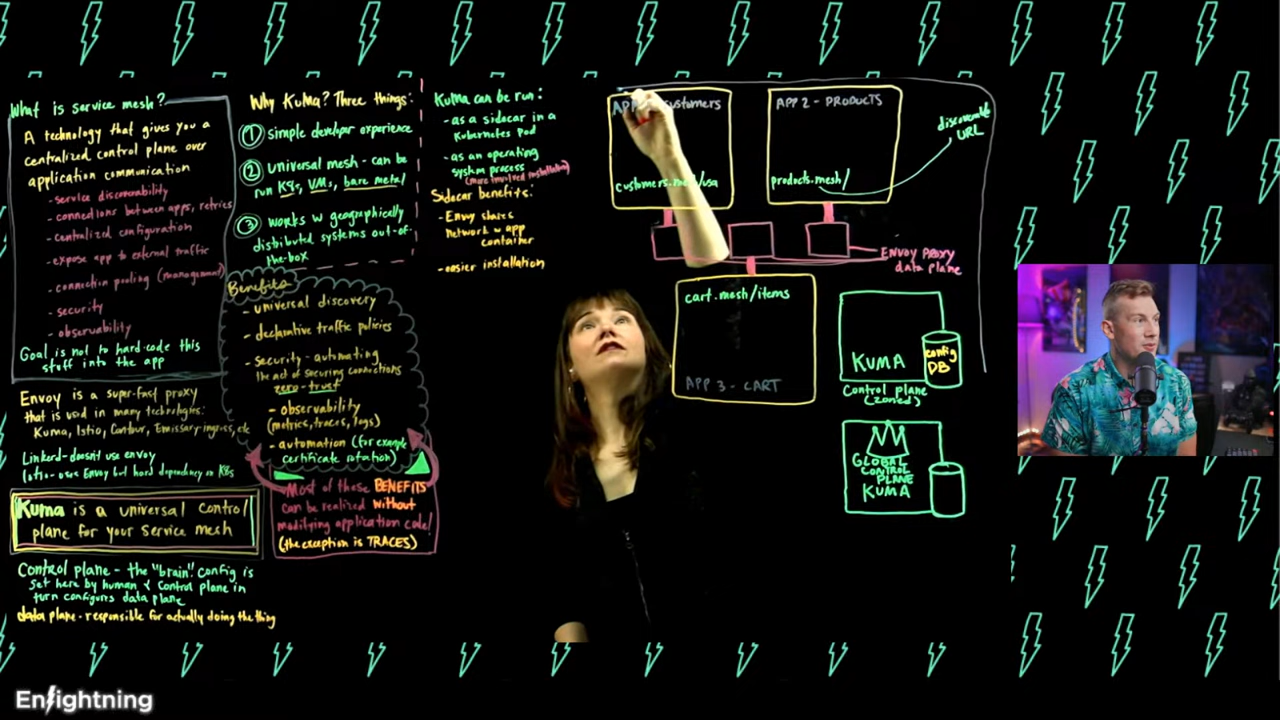 What is service mesh?
A technology that gives you a
centralized control plane over
application communication
- service discoverability
- connections between apps, retries
- centralized configuration
- expose app to external traffic
- connection pooling (management)
- security
- observability
Goal is not to hard-code this
stuff into the app
Envoy is a super-fast proxy
that is used in many technologies:
Kuma, Istio, Contour, Emissary-ingress, etc
Linkerd - doesn't use envoy
Istio - uses Envoy but hard dependency on K8s
Kuma is a universal control
plane for your service mesh
Control plane - the "brain". Config is
set here by human & control plane in
turn configures data plane
data plane - responsible for actually doing the thing
Why Kuma? Three things:
1 simple developer experience
2 universal mesh - can be
run K8s, VMs, bare metal
3 works w geographically
distributed systems out-of-
the-box
Benefits
- universal discovery
- declarative traffic policies
- security - automating
the act of securing connections
zero-trust
- observability
(metrics, traces, logs)
- automation (for example
certificate rotation)
Most of these BENEFITS
can be realized without
modifying application code!
(the exception is TRACES)
Kuma can be run:
- as a sidecar in a
Kubernetes Pod
- as an operating
system process
(more involved installation)
Sidecar benefits:
- Envoy shares
Network w app
container
- easier installation
APP customers
customers.mesh/usa
APP 2 - PRODUCTS
products.mesh/
discoverable
URL
ENVOY PROXY
data plane
cart.mesh/items
APP 3 - CART
KUMA
config
DB
Control plane
(zoned)
GLOBAL
CONTROL
PLANE
KUMA
Enlightning